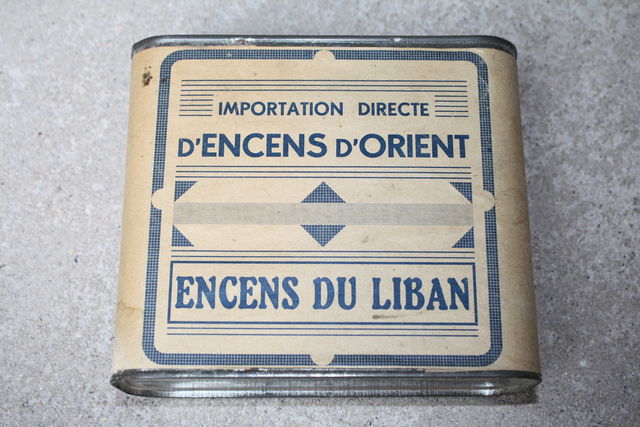 IMPORTATION DIRECTE
D'ENCENS D'ORIENT
ENCENS DU LIBAN